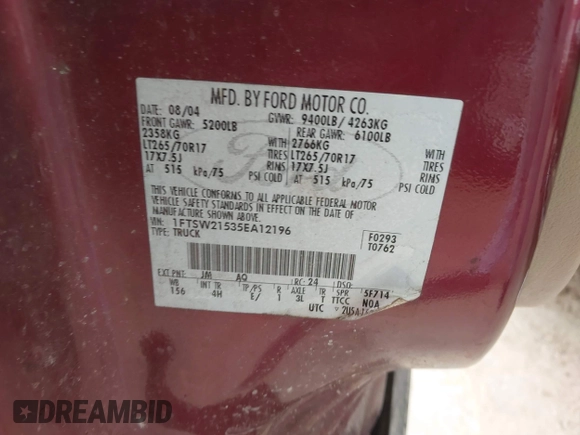 MFD. BY FORD MOTOR CO.
DATE: 08/04 GVWR: 9400LB/ 4263KG
FRONT GAWR: 5200LB REAR GAWR: 6100LB
2358KG WITH 2766KG WITH
LT265/70R17 TIRES LT265/70R17 TIRES
17X7.5J RIMS 17X7.5J RIMS
AT 515 kPa/75 PSI COLD AT 515 kPa/75 PSI COLD
Ford
THIS VEHICLE CONFORMS TO ALL APPLICABLE FEDERAL MOTOR
VEHICLE SAFETY STANDARDS IN EFFECT ON THE DATE OF
MANUFACTURE SHOWN ABOVE.
VIN: 1FTSW21535EA12196
TYPE: TRUCK
F0293
T0762
EXT PNT: JM AQ RC: 24 DSO:
WB INT TR TP/PS R AXLE TR SPR 5F714
156 4H E/ 1 3L T TTCC NOA
UTC
DREAMBID